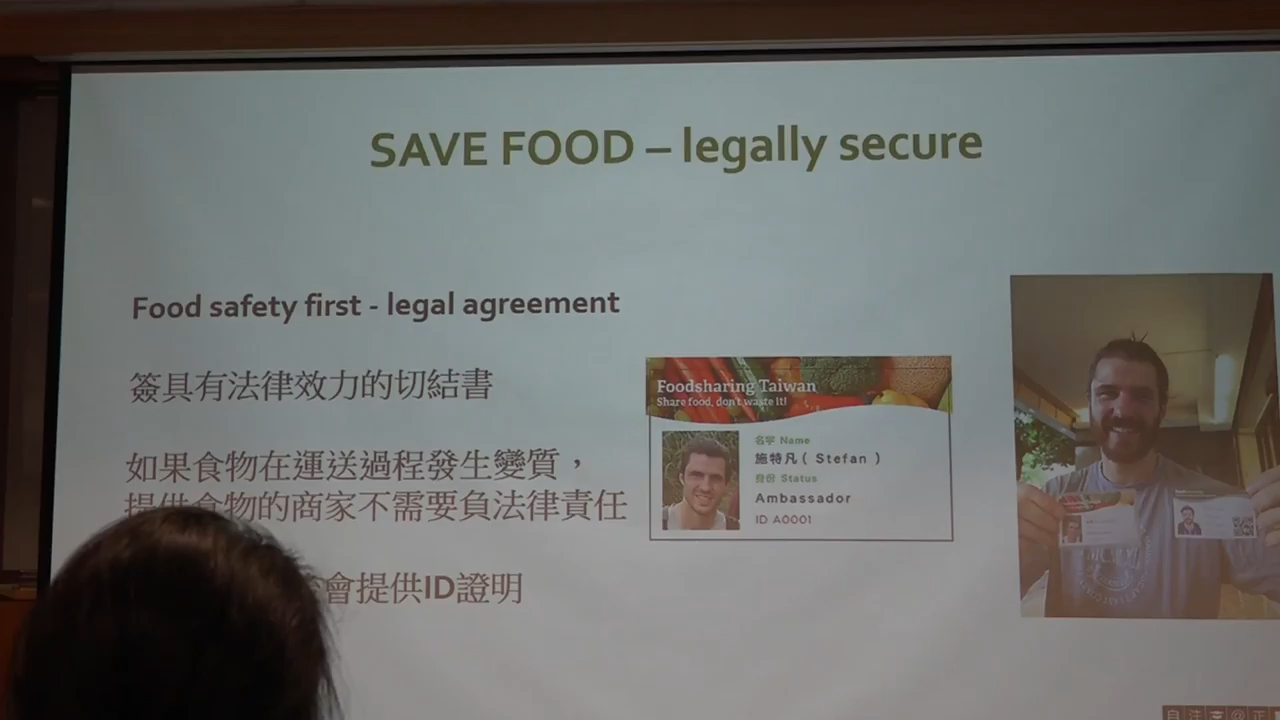 SAVE FOOD – legally secure
Food safety first - legal agreement
簽具有法律效力的切結書
如果食物在運送過程發生變質，
提供食物的商家不需要負法律責任
會提供ID證明
Foodsharing Taiwan
Share food, don't waste it!
名字 Name
施特凡 ( Stefan )
身份 Status
Ambassador
ID A0001